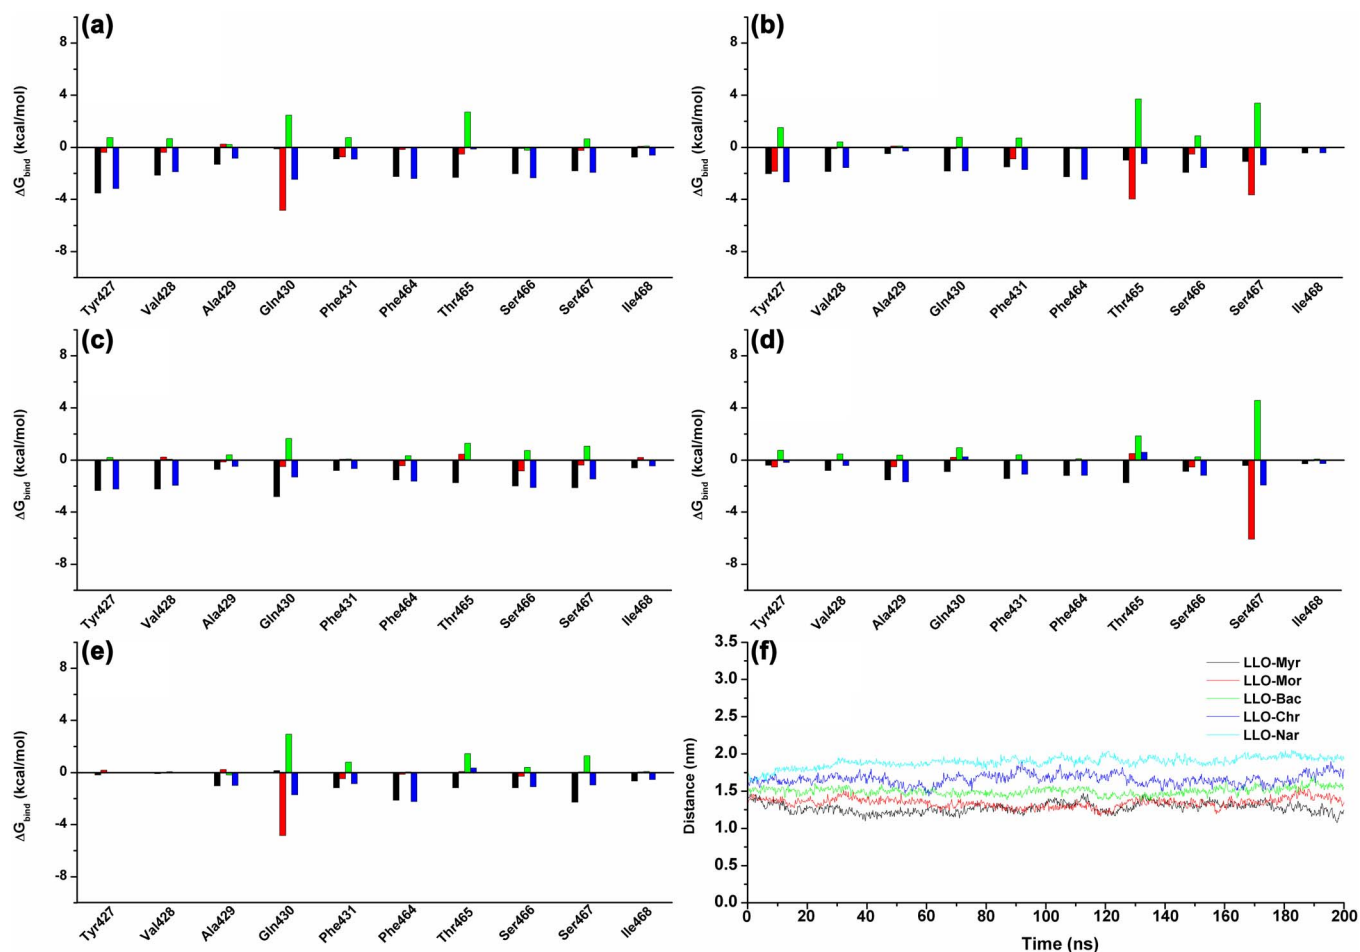 (a)
8
4
0
-4
-8
ΔGbind (kcal/mol)
Tyr427 Val428 Ala429 Gln430 Phe431 Phe464 Thr465 Ser466 Ser467 Ile468
(b)
8
4
0
-4
-8
ΔGbind (kcal/mol)
Tyr427 Val428 Ala429 Gln430 Phe431 Phe464 Thr465 Ser466 Ser467 Ile468
(c)
8
4
0
-4
-8
ΔGbind (kcal/mol)
Tyr427 Val428 Ala429 Gln430 Phe431 Phe464 Thr465 Ser466 Ser467 Ile468
(d)
8
4
0
-4
-8
ΔGbind (kcal/mol)
Tyr427 Val428 Ala429 Gln430 Phe431 Phe464 Thr465 Ser466 Ser467 Ile468
(e)
8
4
0
-4
-8
ΔGbind (kcal/mol)
Tyr427 Val428 Ala429 Gln430 Phe431 Phe464 Thr465 Ser466 Ser467 Ile468
(f)
3.5
3.0
2.5
2.0
1.5
1.0
0.5
0.0
Distance (nm)
LLO-Myr
LLO-Mor
LLO-Bac
LLO-Chr
LLO-Nar
0 20 40 60 80 100 120 140 160 180 200
Time (ns)